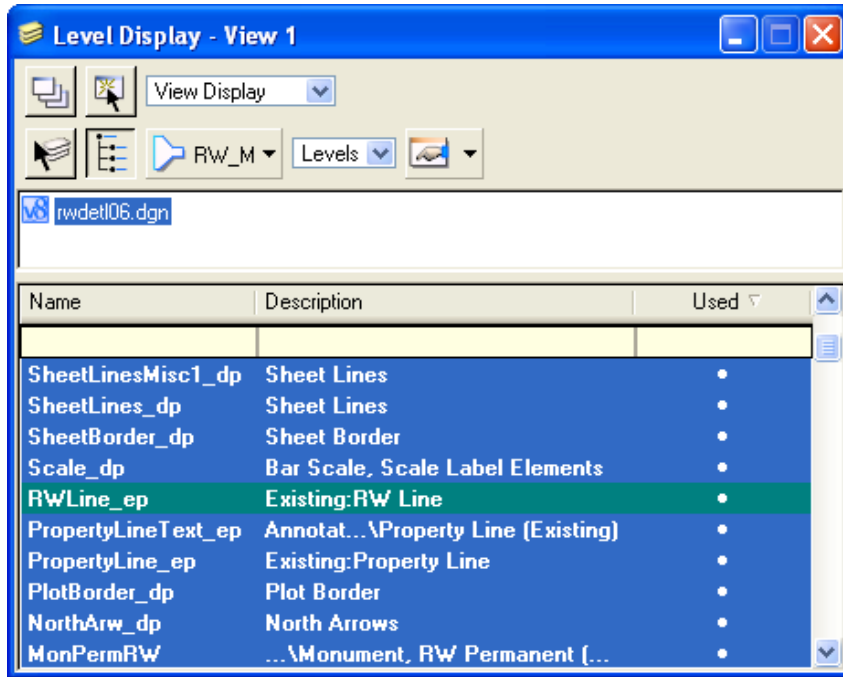 Level Display - View 1
View Display
RW_M Levels
v8 rwdetl06.dgn
Name Description Used
SheetLinesMisc1_dp Sheet Lines
SheetLines_dp Sheet Lines
SheetBorder_dp Sheet Border
Scale_dp Bar Scale, Scale Label Elements
RWLine_ep Existing:RW Line
PropertyLineText_ep Annotat...\Property Line (Existing)
PropertyLine_ep Existing:Property Line
PlotBorder_dp Plot Border
NorthArw_dp North Arrows
MonPermRW ...\Monument, RW Permanent (...